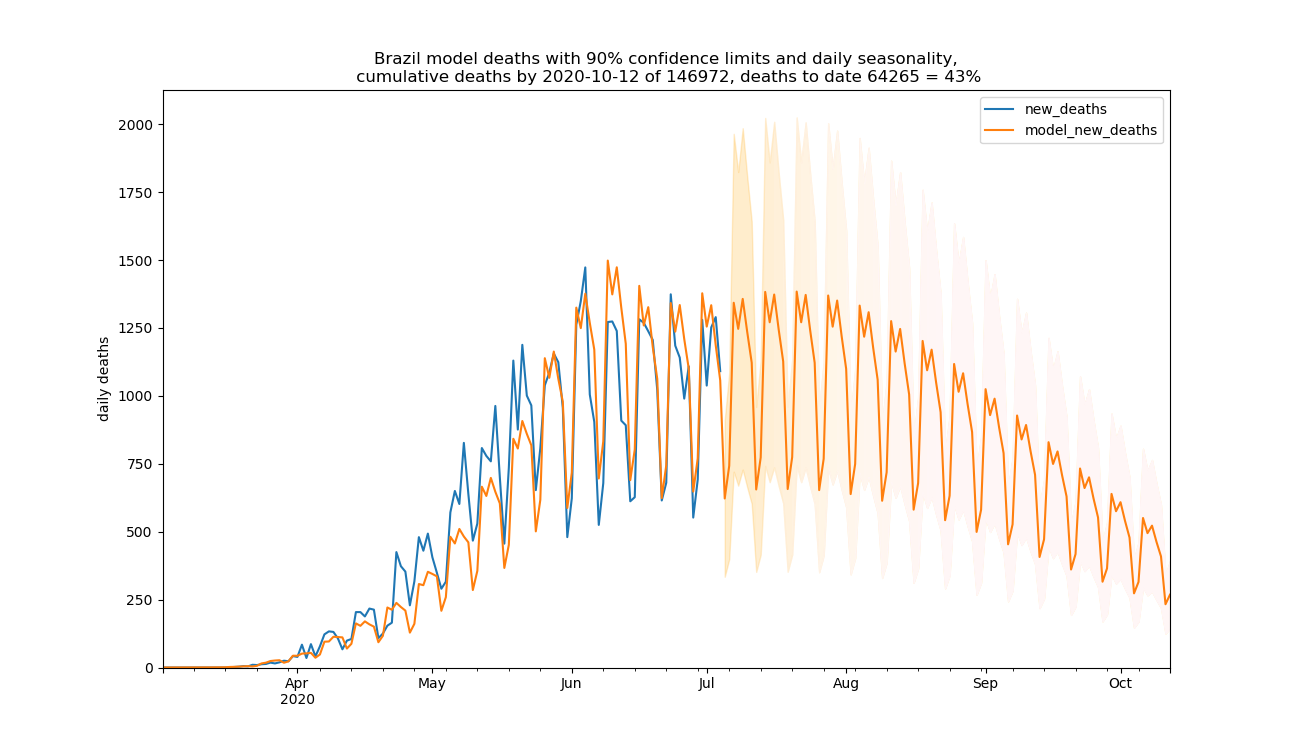 Brazil model deaths with 90% confidence limits and daily seasonality,
cumulative deaths by 2020-10-12 of 146972, deaths to date 64265 = 43%
new_deaths
model_new_deaths
daily deaths
2000
1750
1500
1250
1000
750
500
250
0
Apr
2020
May
Jun
Jul
Aug
Sep
Oct